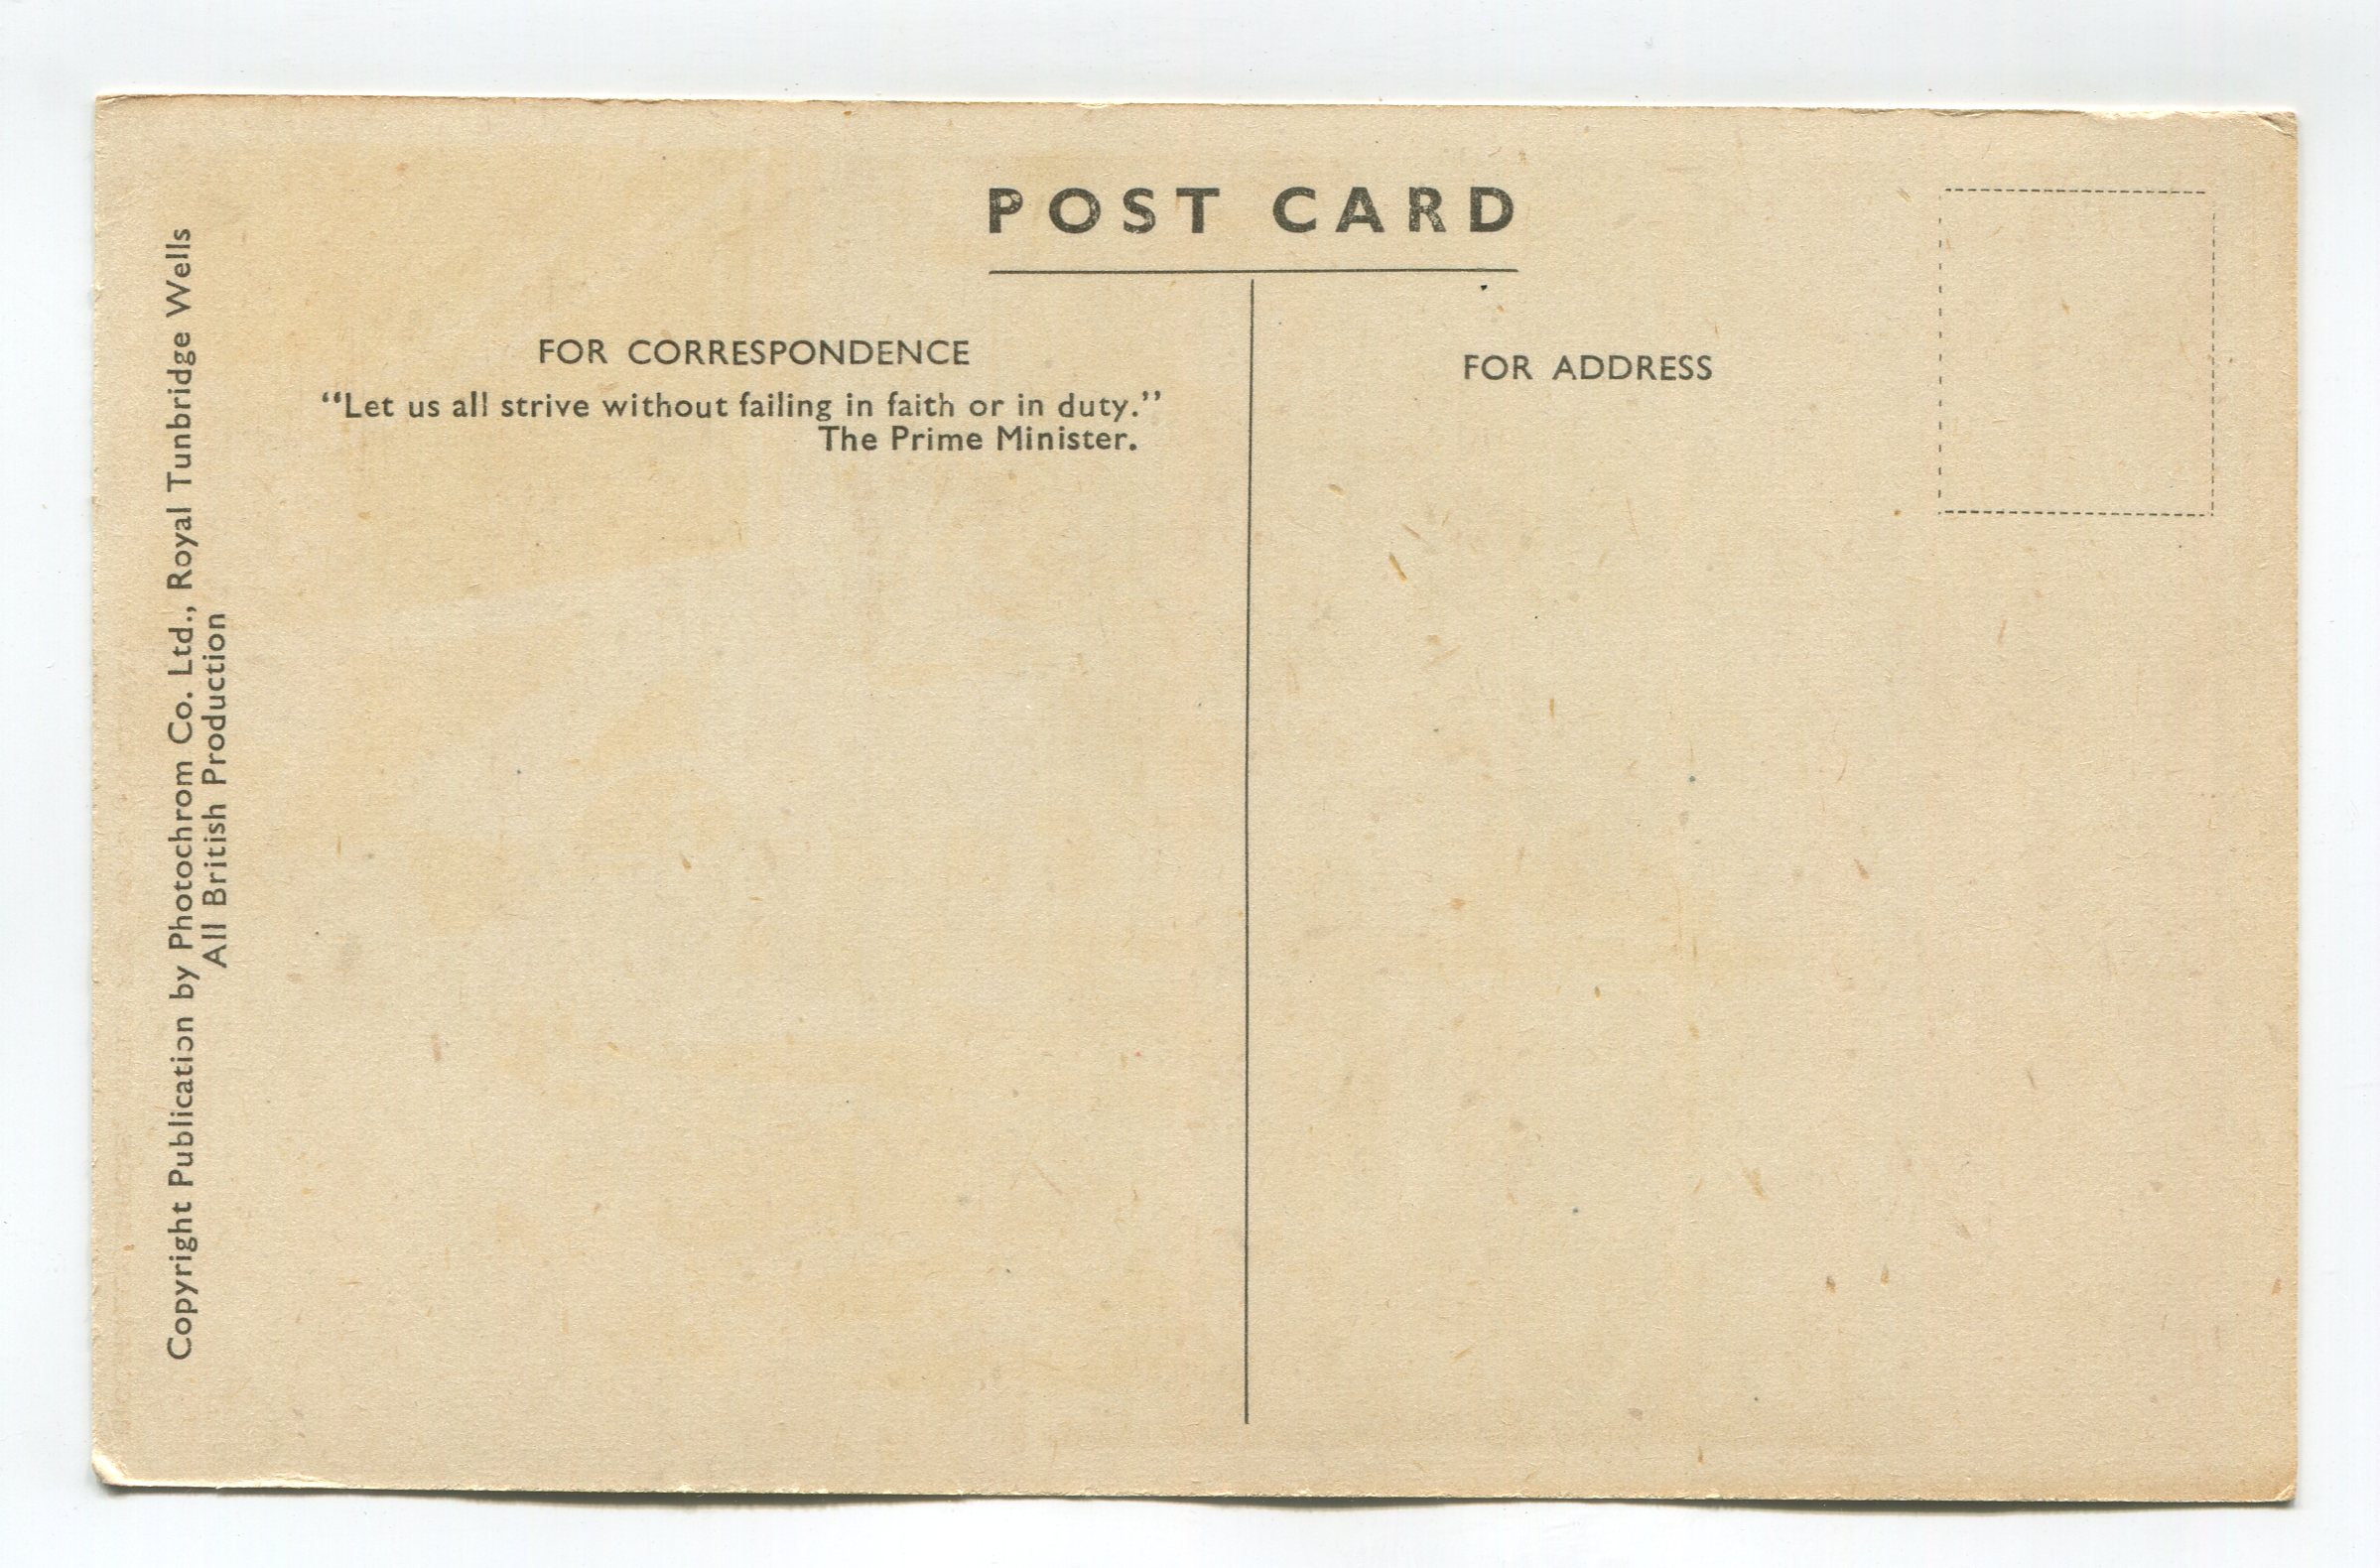 POST CARD
FOR CORRESPONDENCE
“Let us all strive without failing in faith or in duty.”
The Prime Minister.
FOR ADDRESS
Copyright Publication by Photochrom Co. Ltd., Royal Tunbridge Wells
All British Production